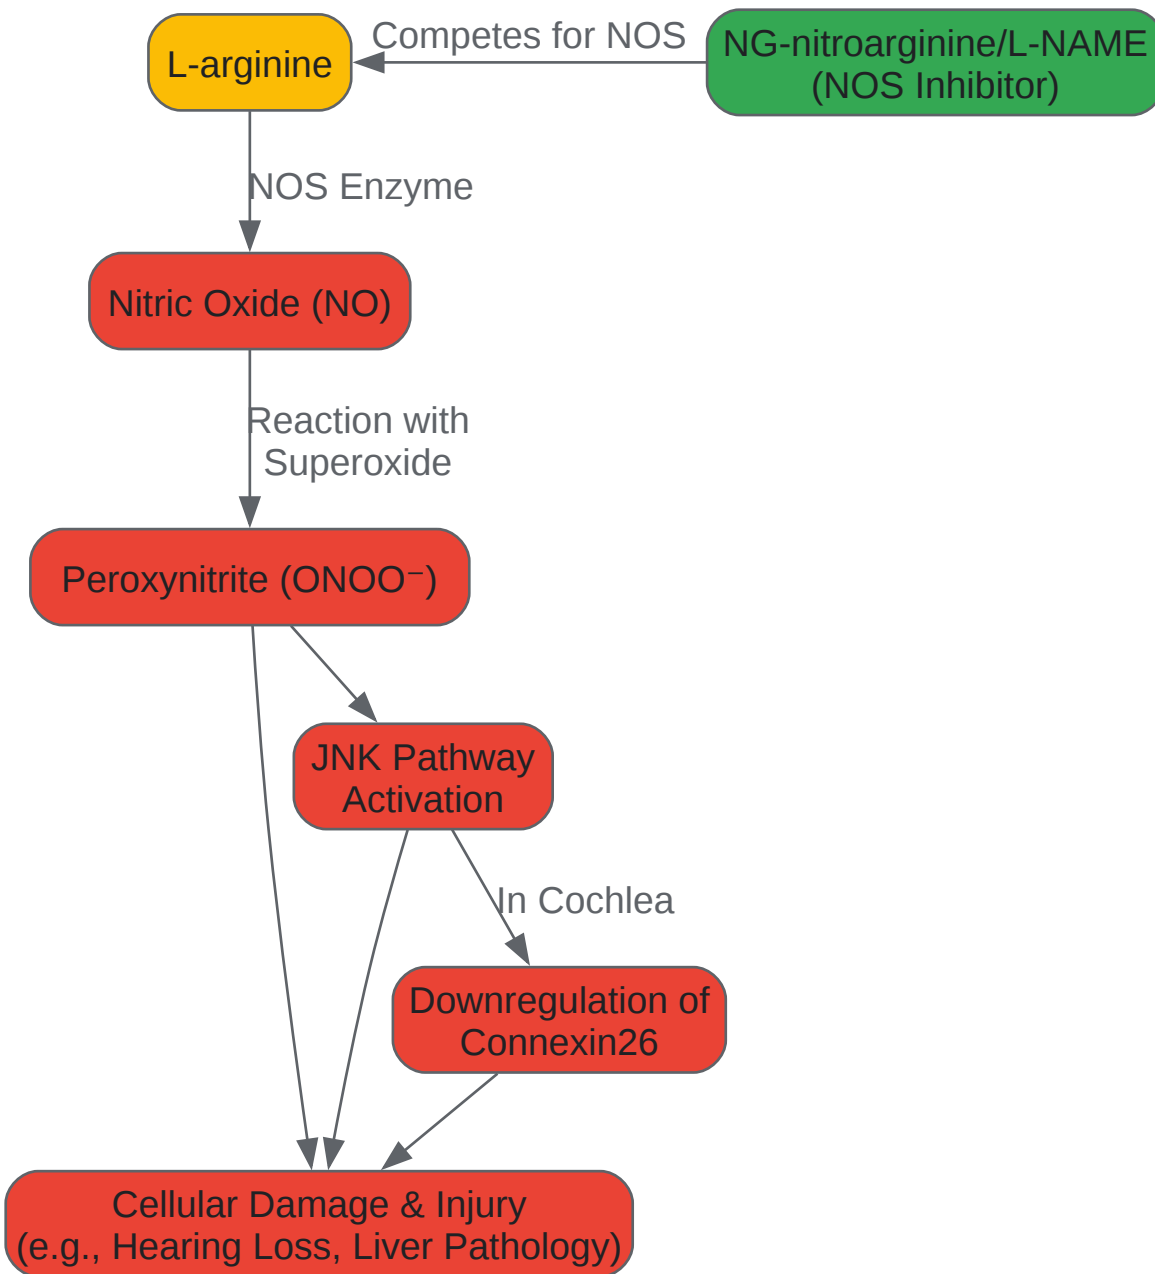 L-arginine
Competes for NOS
NG-nitroarginine/L-NAME
(NOS Inhibitor)
NOS Enzyme
Nitric Oxide (NO)
Reaction with
Superoxide
Peroxynitrite (ONOO⁻)
JNK Pathway
Activation
In Cochlea
Downregulation of
Connexin26
Cellular Damage & Injury
(e.g., Hearing Loss, Liver Pathology)